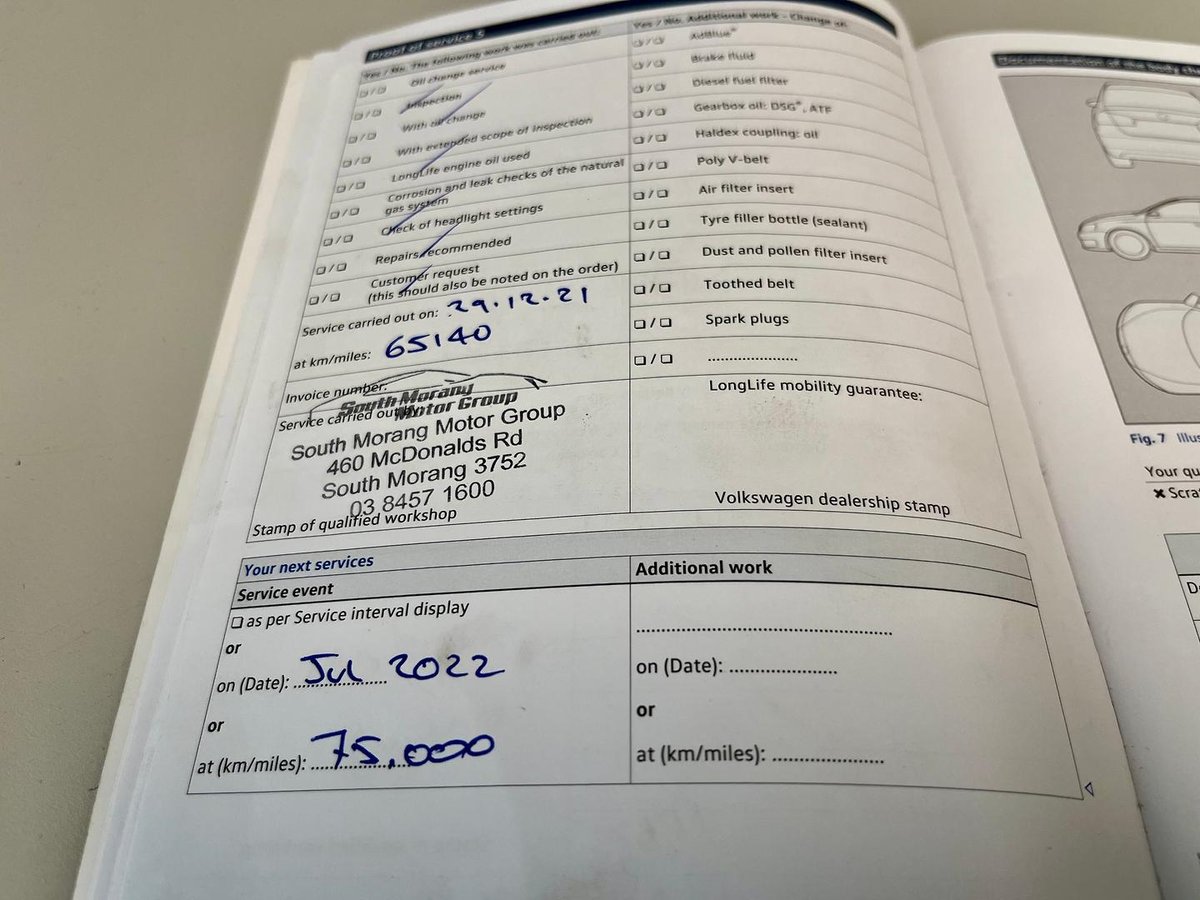 Proof of service 5
Yes / No. The following work was carried out:
❏ / ❏ Oil change service
❏ / ❏ Inspection
❏ / ❏ With oil change
❏ / ❏ With extended scope of Inspection
❏ / ❏ LongLife engine oil used
❏ / ❏ Corrosion and leak checks of the natural
gas system
❏ / ❏ Check of headlight settings
❏ / ❏ Repairs recommended
❏ / ❏ Customer request
(this should also be noted on the order)
Service carried out on: 29.12.21
at km/miles: 65140
Invoice number:
Service carried out by
South Morang
Motor Group
South Morang Motor Group
460 McDonalds Rd
South Morang 3752
03 8457 1600
Stamp of qualified workshop
Yes / No. Additional work - Change of:
❏ / ❏ AdBlue®
❏ / ❏ Brake fluid
❏ / ❏ Diesel fuel filter
❏ / ❏ Gearbox oil: DSG®, ATF
❏ / ❏ Haldex coupling: oil
❏ / ❏ Poly V-belt
❏ / ❏ Air filter insert
❏ / ❏ Tyre filler bottle (sealant)
❏ / ❏ Dust and pollen filter insert
❏ / ❏ Toothed belt
❏ / ❏ Spark plugs
❏ / ❏ ....................
LongLife mobility guarantee:
Volkswagen dealership stamp
Your next services
Service event
❏ as per Service interval display
or
on (Date): Jul 2022
or
at (km/miles): 75,000
Additional work
..................................................
on (Date): .....................
or
at (km/miles): .....................
Documentation of the body
Fig. 7 Illus
Your qu
✖ Scra